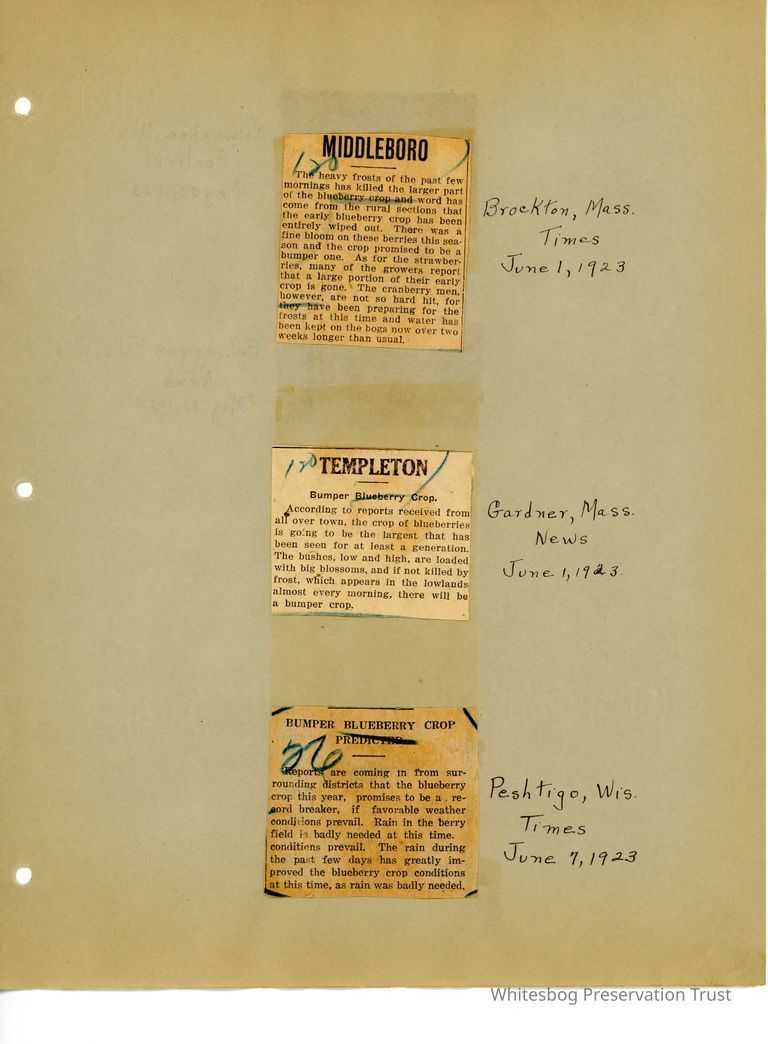 MIDDLEBORO
120
The heavy frosts of the past few
mornings has killed the larger part
of the blueberry crop and word has
come from the rural sections that
the early blueberry crop has been
entirely wiped out. There was a
fine bloom on these berries this sea-
son and the crop promised to be a
bumper one. As for the strawber-
ries, many of the growers report
that a large portion of their early
crop is gone. The cranberry men,
however, are not so hard hit, for
they have been preparing for the
frosts at this time and water has
been kept on the bogs now over two
weeks longer than usual.
Brockton, Mass.
Times
June 1, 1923
120
TEMPLETON
Bumper Blueberry Crop.
According to reports received from
all over town, the crop of blueberries
is going to be the largest that has
been seen for at least a generation.
The bushes, low and high, are loaded
with big blossoms, and if not killed by
frost, which appears in the lowlands
almost every morning, there will be
a bumper crop.
Gardner, Mass.
News
June 1, 1923.
BUMPER BLUEBERRY CROP
PREDICTED
26
Reports are coming in from sur-
rounding districts that the blueberry
crop this year, promises to be a re-
cord breaker, if favorable weather
conditions prevail. Rain in the berry
field is badly needed at this time.
conditions prevail. The rain during
the past few days has greatly im-
proved the blueberry crop conditions
at this time, as rain was badly needed.
Peshtigo, Wis.
Times
June 7, 1923
Whitesbog Preservation Trust